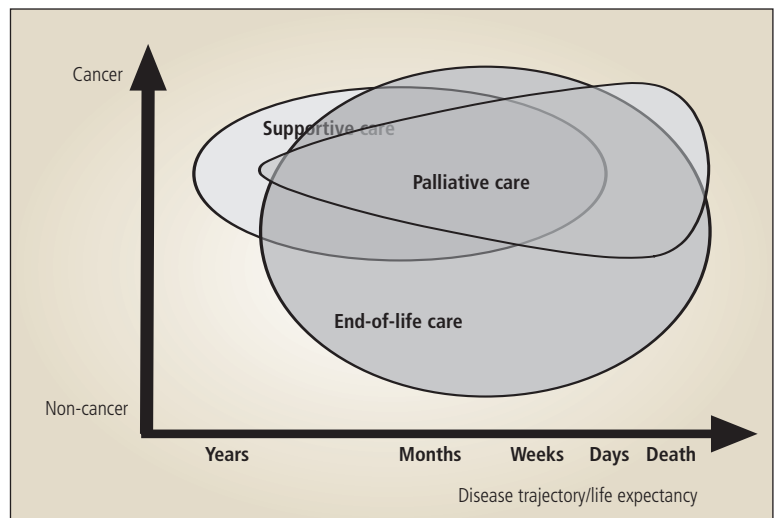 Cancer
Supportive care
Palliative care
End-of-life care
Non-cancer
Years Months Weeks Days Death
Disease trajectory/life expectancy